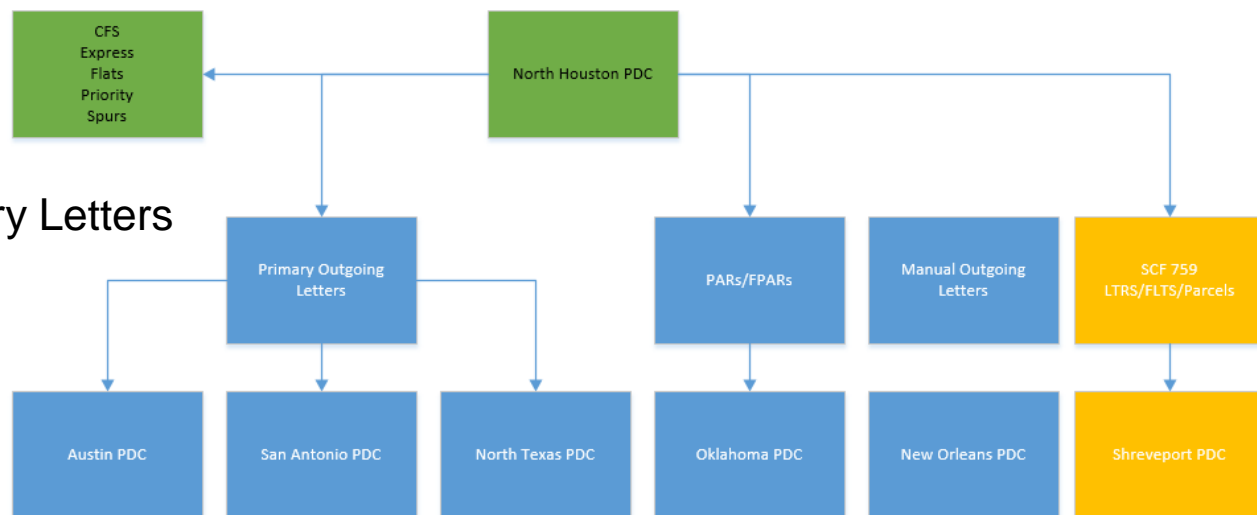 CFS
Express
Flats
Priority
Spurs
North Houston PDC
ry Letters
Primary Outgoing
Letters
PARs/FPARs
Manual Outgoing
Letters
SCF 759
LTRS/FLTS/Parcels
Austin PDC
San Antonio PDC
North Texas PDC
Oklahoma PDC
New Orleans PDC
Shreveport PDC